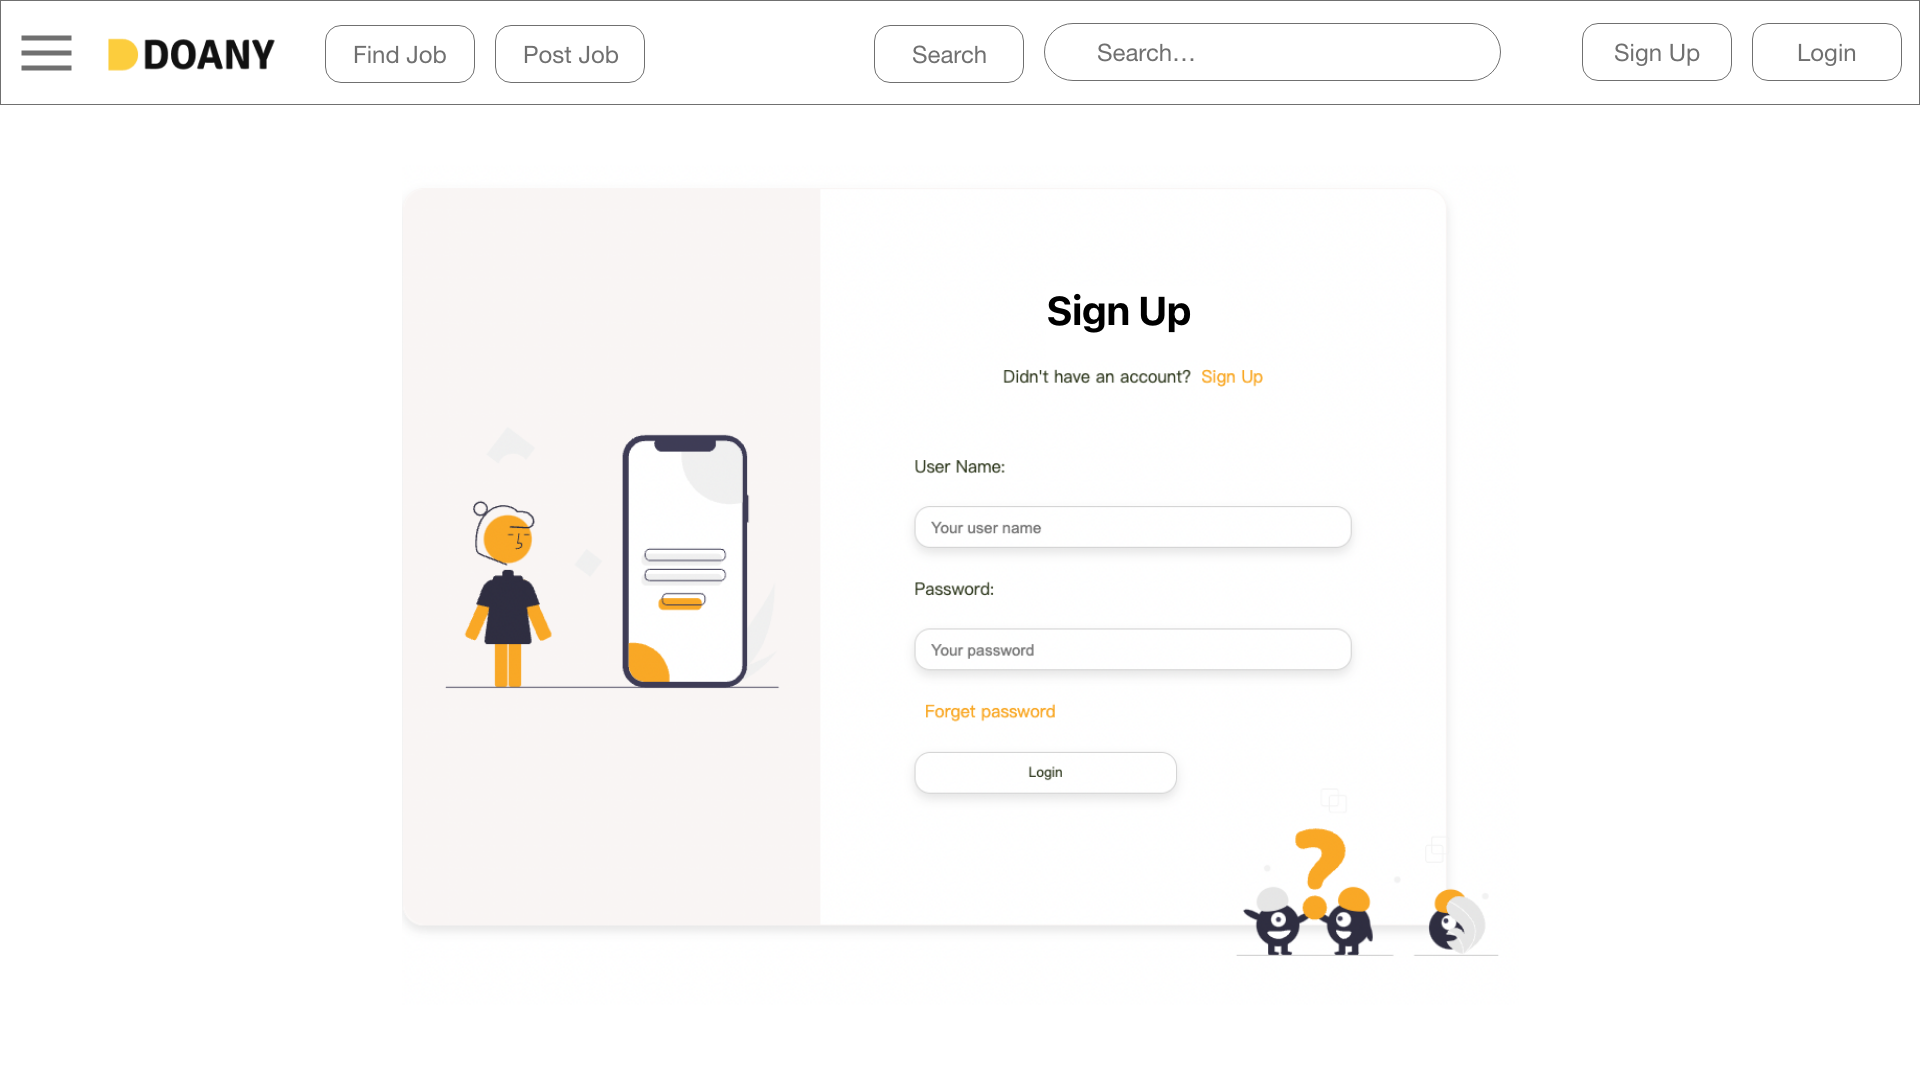 DOANY
Find Job
Post Job
Search
Search...
Sign Up
Login
Sign Up
Didn't have an account? Sign Up
User Name:
Your user name
Password:
Your password
Forget password
Login
?